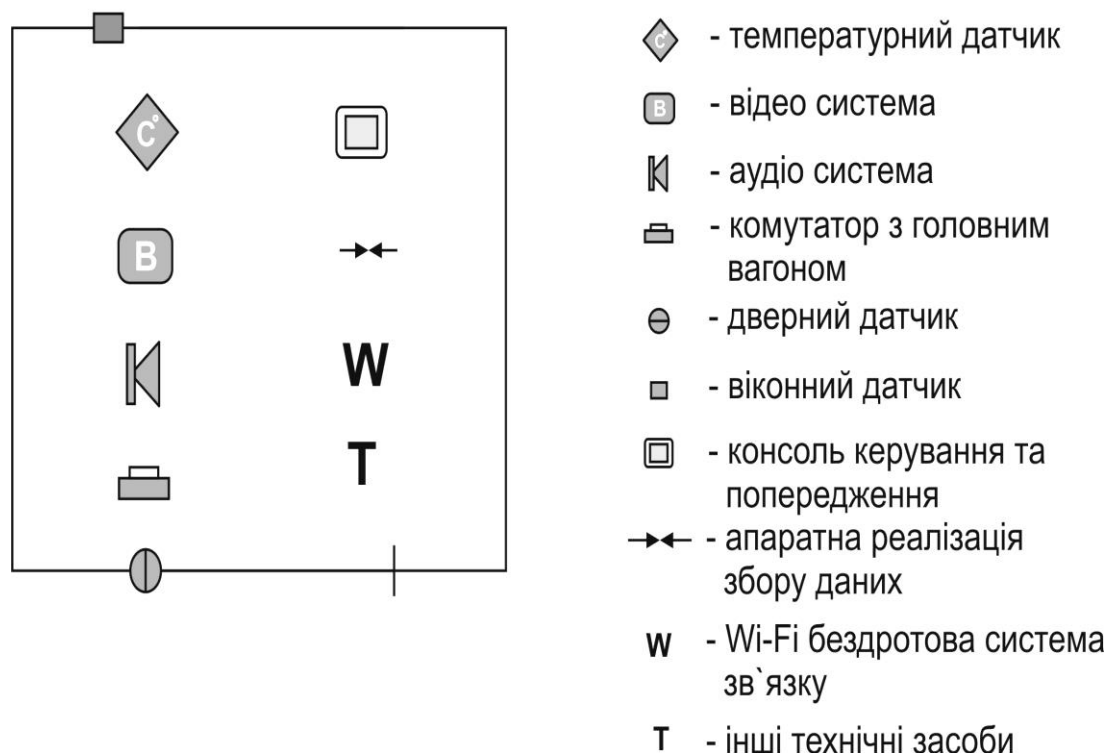 C°
B
W
T
C° - температурний датчик
B - відео система
- аудіо система
- комутатор з головним
вагоном
- дверний датчик
- віконний датчик
- консоль керування та
попередження
- апаратна реалізація
збору даних
W - Wi-Fi бездротова система
зв`язку
T - інші технічні засоби